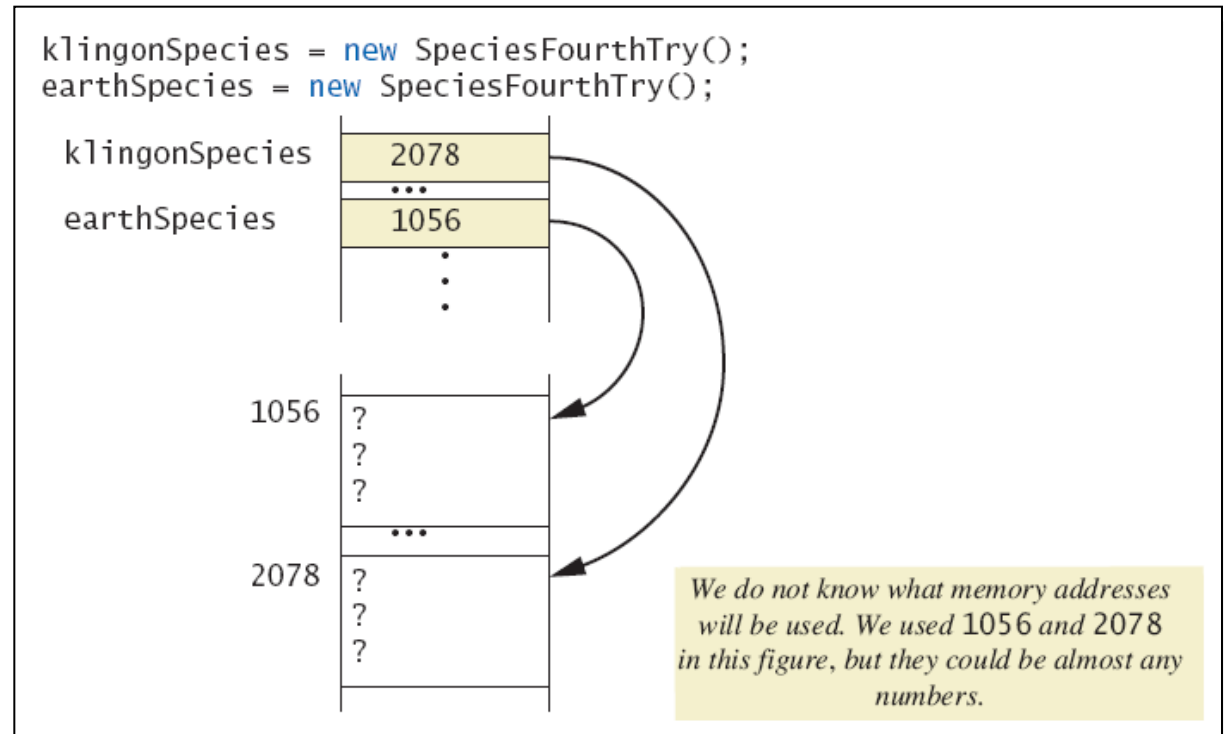 klingonSpecies = new SpeciesFourthTry();
earthSpecies = new SpeciesFourthTry();
klingonSpecies 2078
...
earthSpecies 1056
.
.
.
1056 ?
?
?
...
2078 ?
?
?
We do not know what memory addresses
will be used. We used 1056 and 2078
in this figure, but they could be almost any
numbers.